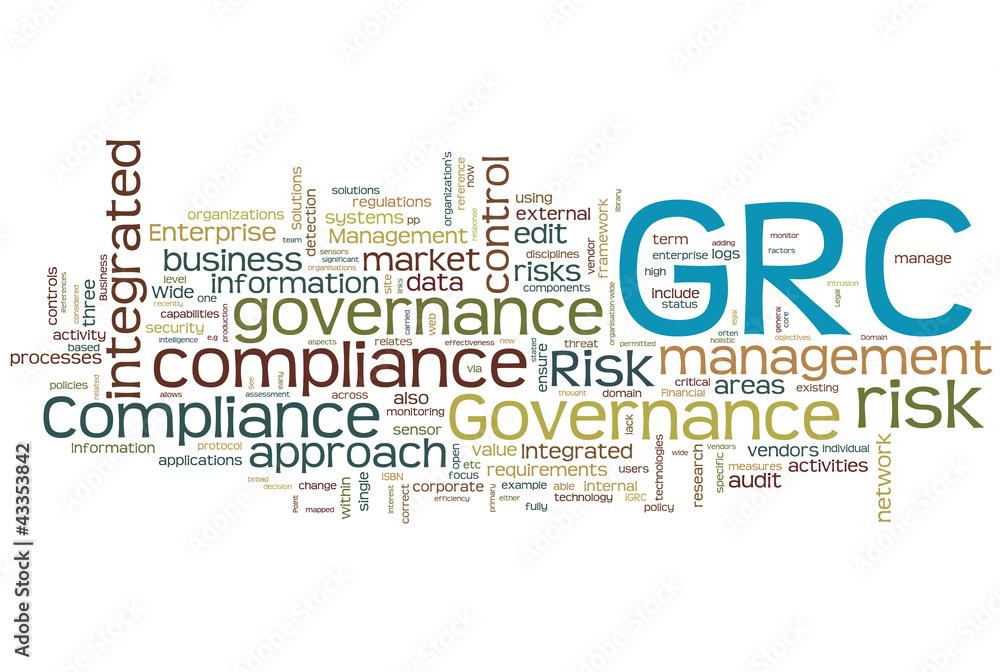 GRC
governance
compliance
Compliance
Governance
management
Risk
risk
integrated
approach
control
business
information
market
data
Enterprise
Management
organizations
solutions
regulations
systems
pp
team
sensors
significant
organisations
solutions
detection
organization's
reference
now
response
using
external
edit
disciplines
risks
components
vendor
framework
library
organisation-wide
site
links
level
Wide
one
recently
capabilities
security
intelligence
e.g
production
controls
References
considered
three
Business
activity
based
processes
policies
related
allows
see
early
assessment
aspects
across
relates
carried
web
effectiveness
new
via
stated
ensure
threat
permitted
thought
domain
term
enterprise
high
include
status
adding
logs
monitor
factors
manage
intrusion
Legal
legal
general
core
often
holistic
objectives
Domain
critical
Financial
areas
existing
also
monitoring
sensor
Information
protocol
applications
broad
decision
Point
change
mapped
within
single
ISBN
interest
correct
corporate
efficiency
open
etc
focus
value
Integrated
requirements
primary
example
either
able
fully
internal
technology
iGRC
users
lack
policy
technologies
wide
research
specific
Vendors
vendors
individual
measures
activities
audit
network
Adobe Stock | #43353842
Adobe Stock